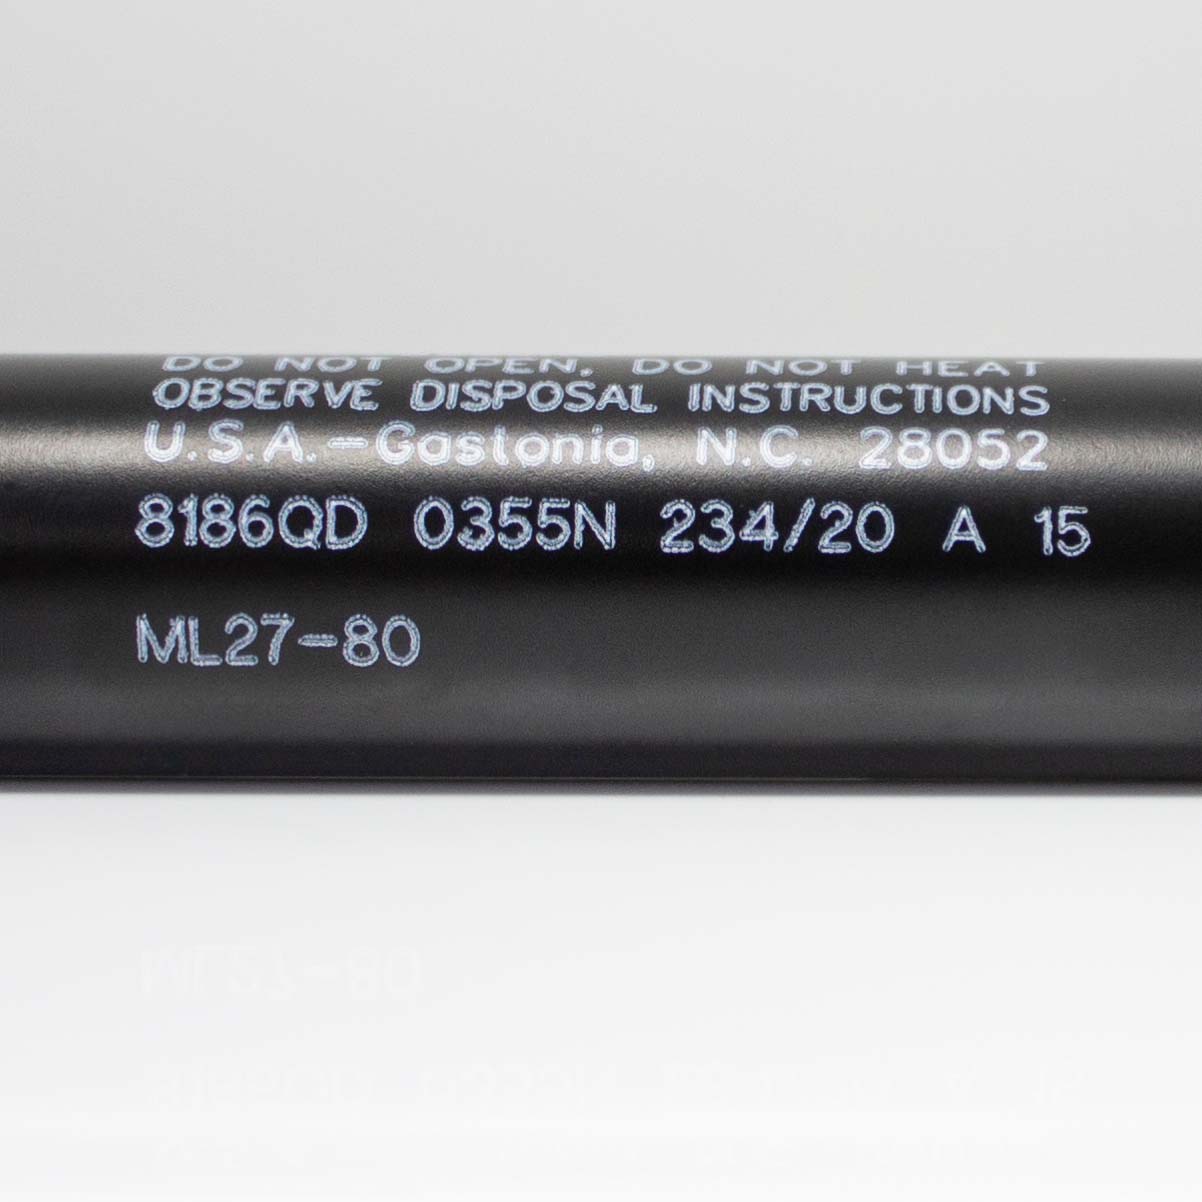 DO NOT OPEN. DO NOT HEAT
OBSERVE DISPOSAL INSTRUCTIONS
U.S.A.-Gastonia, N.C. 28052
8186QD 0355N 234/20 A 15
ML27-80